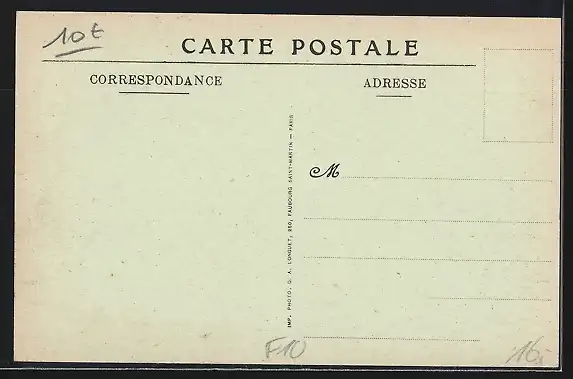 10€
CARTE POSTALE
CORRESPONDANCE
ADRESSE
M
IMP. PHOTO. G. A. LONGUET, 250, FAUBOURG SAINT-MARTIN — PARIS
F10